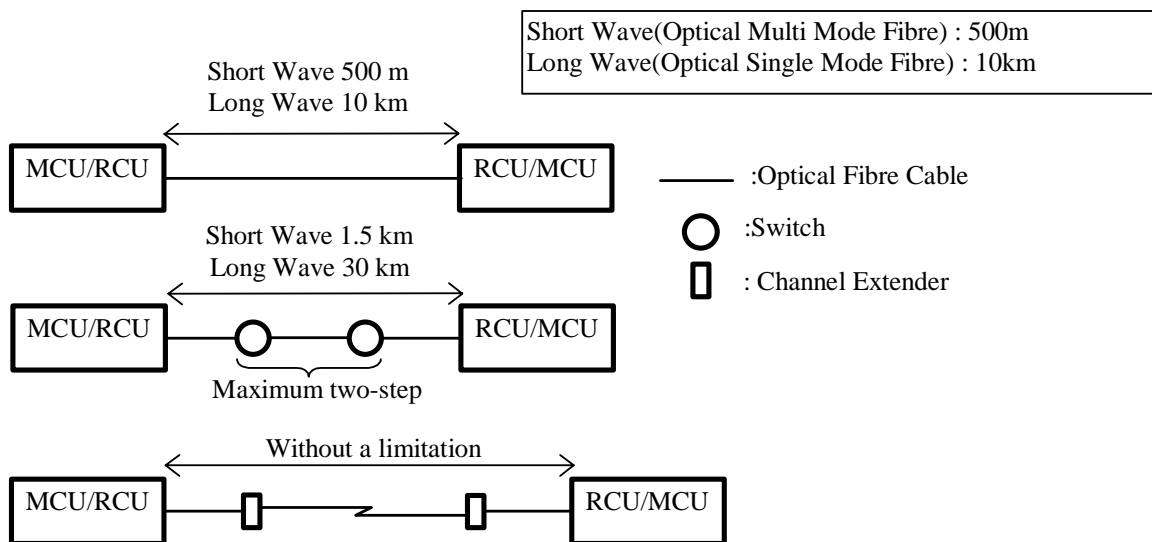 Short Wave(Optical Multi Mode Fibre) : 500m
Long Wave(Optical Single Mode Fibre) : 10km
Short Wave 500 m
Long Wave 10 km
MCU/RCU
RCU/MCU
:Optical Fibre Cable
:Switch
: Channel Extender
Short Wave 1.5 km
Long Wave 30 km
MCU/RCU
RCU/MCU
Maximum two-step
Without a limitation
MCU/RCU
RCU/MCU